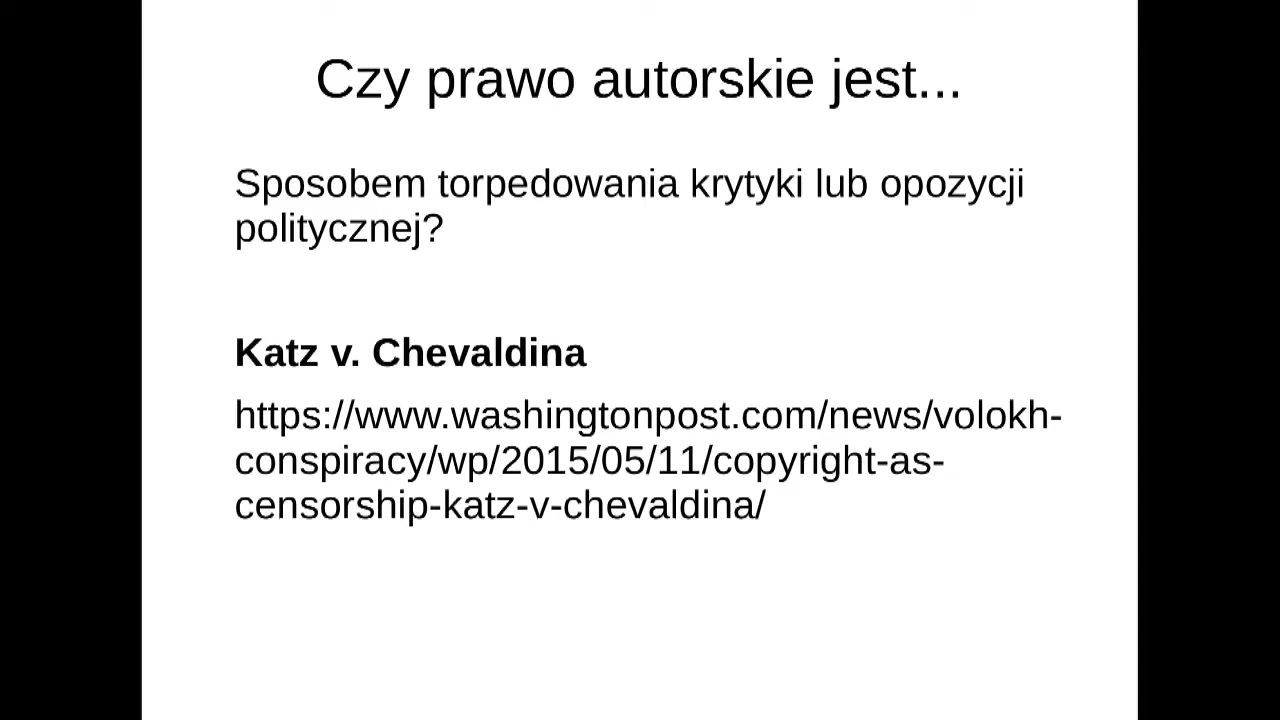 Czy prawo autorskie jest...
Sposobem torpedowania krytyki lub opozycji
politycznej?
Katz v. Chevaldina
https://www.washingtonpost.com/news/volokh-
conspiracy/wp/2015/05/11/copyright-as-
censorship-katz-v-chevaldina/